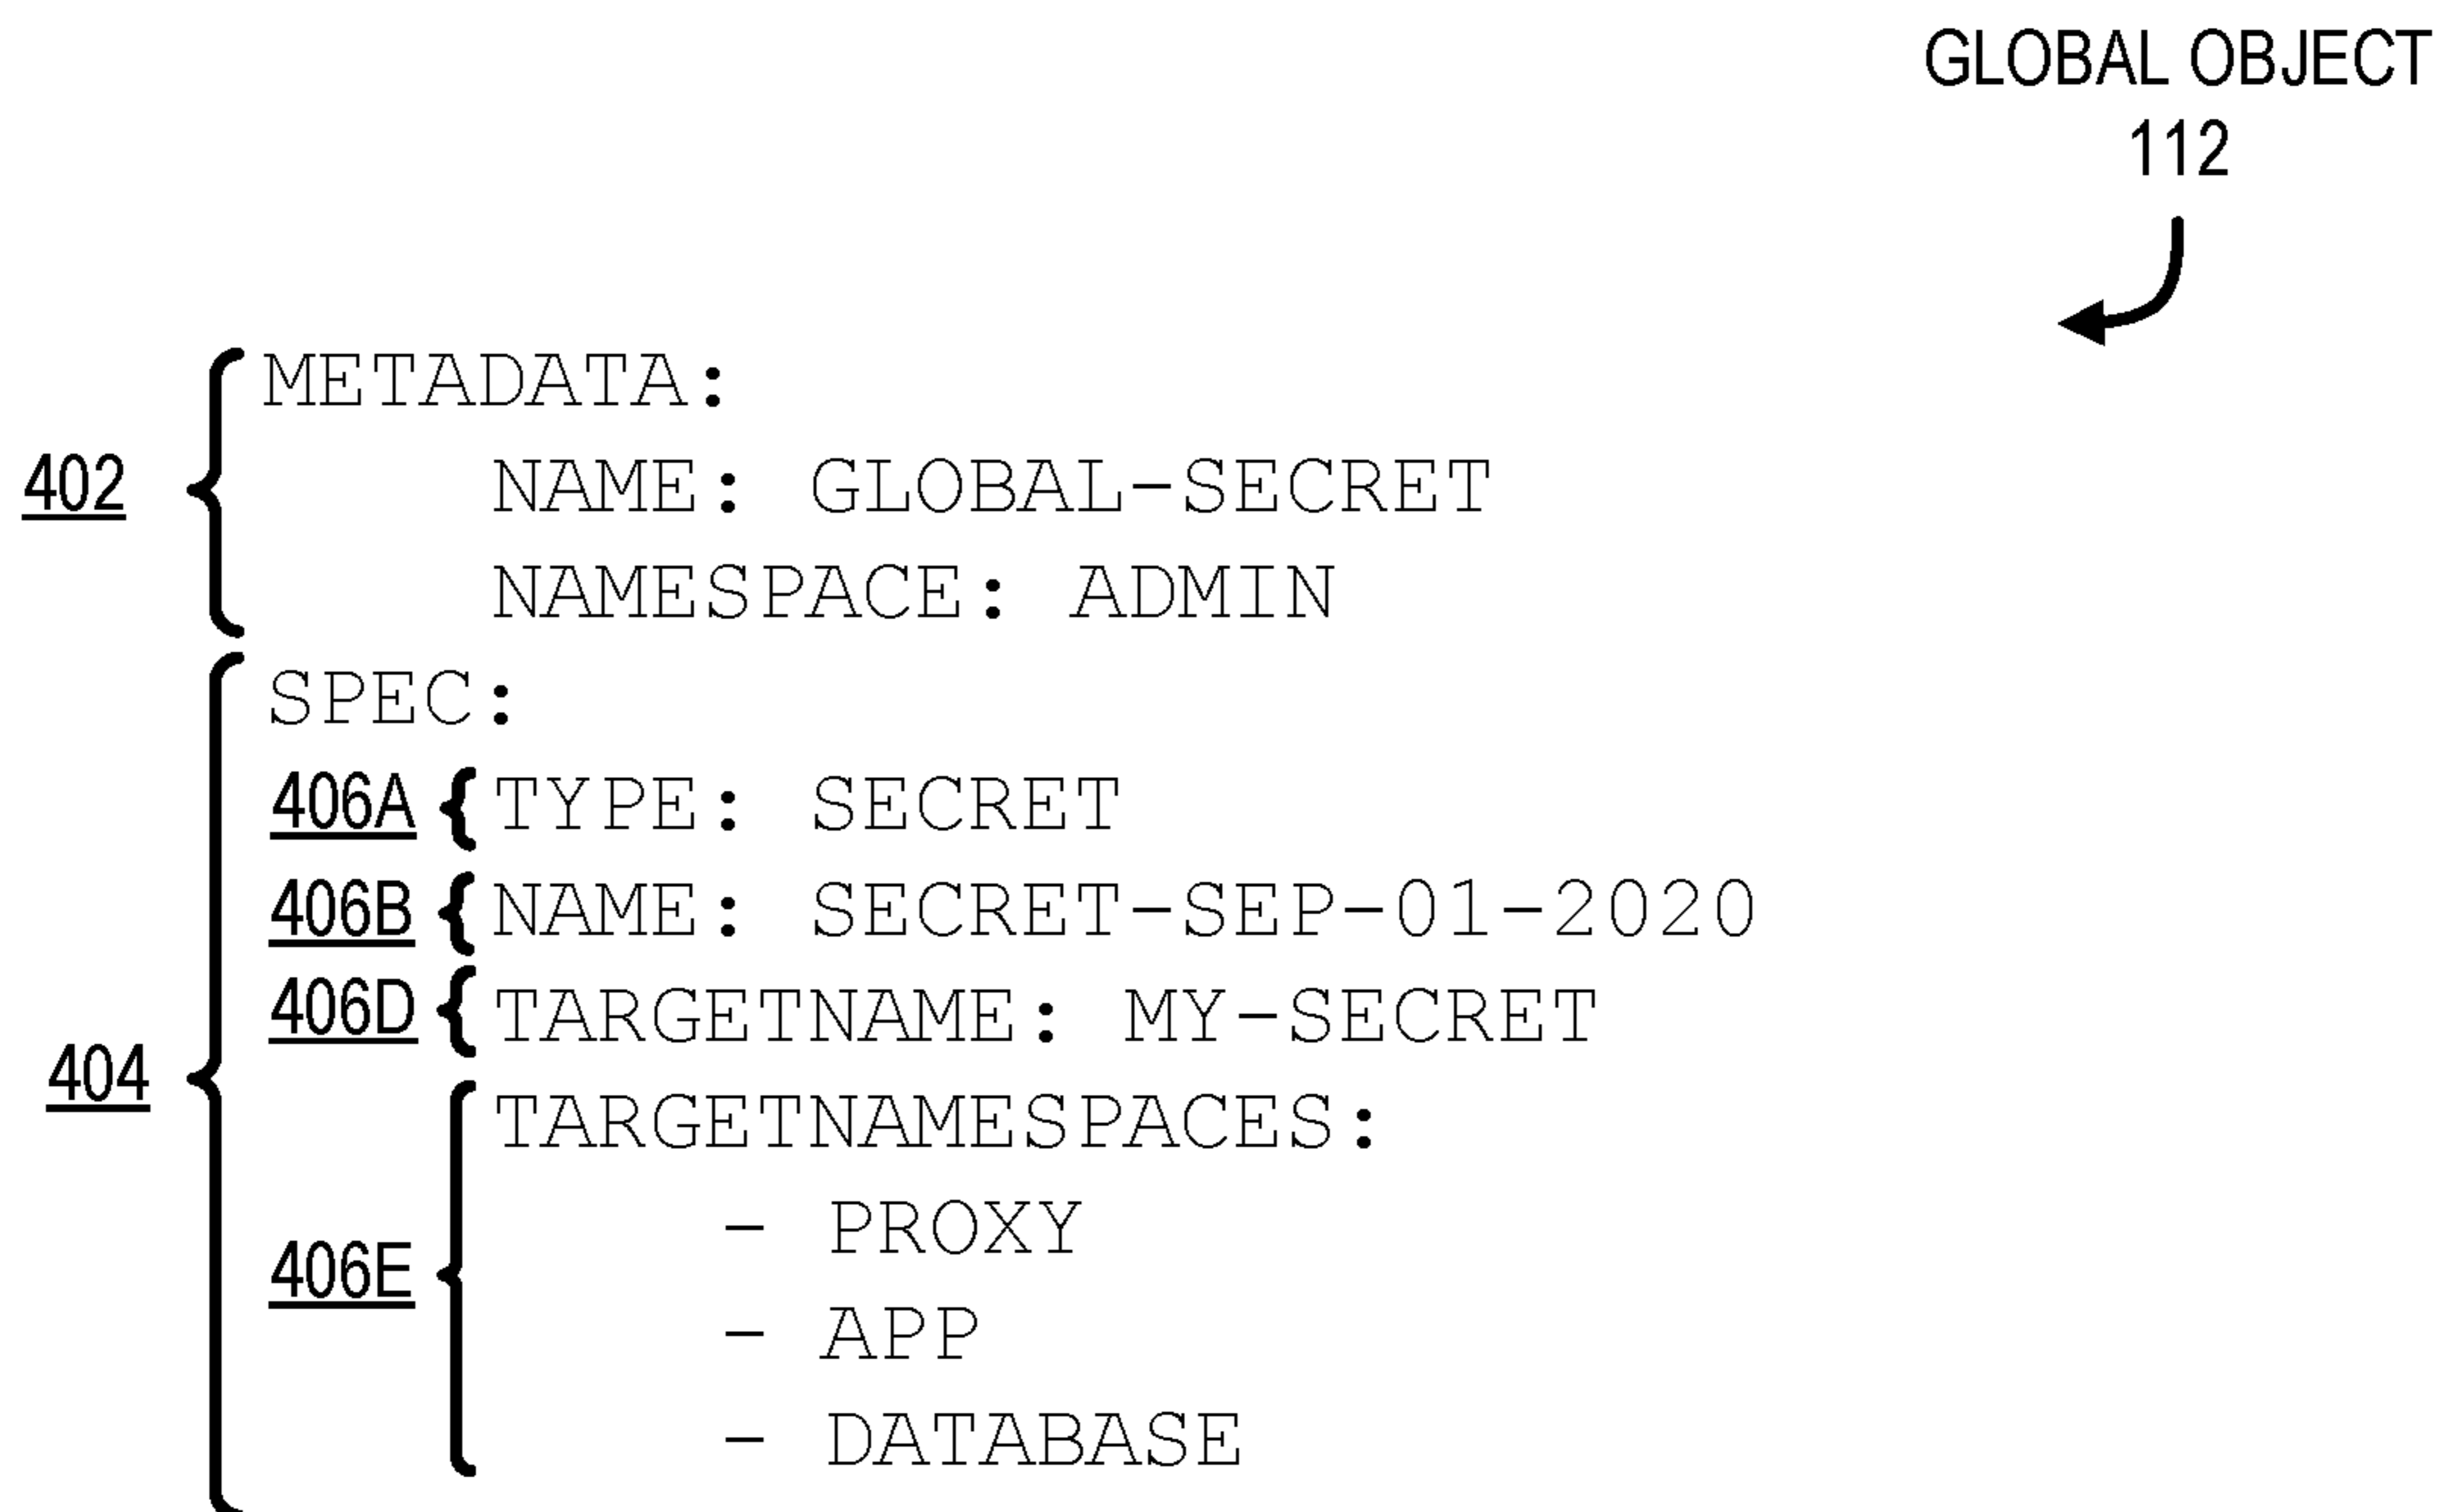 GLOBAL OBJECT
112
METADATA:
402
NAME: GLOBAL-SECRET
NAMESPACE: ADMIN
SPEC:
406A TYPE: SECRET
406B NAME: SECRET-SEP-01-2020
406D TARGETNAME: MY-SECRET
404
TARGETNAMESPACES:
- PROXY
406E
- APP
- DATABASE